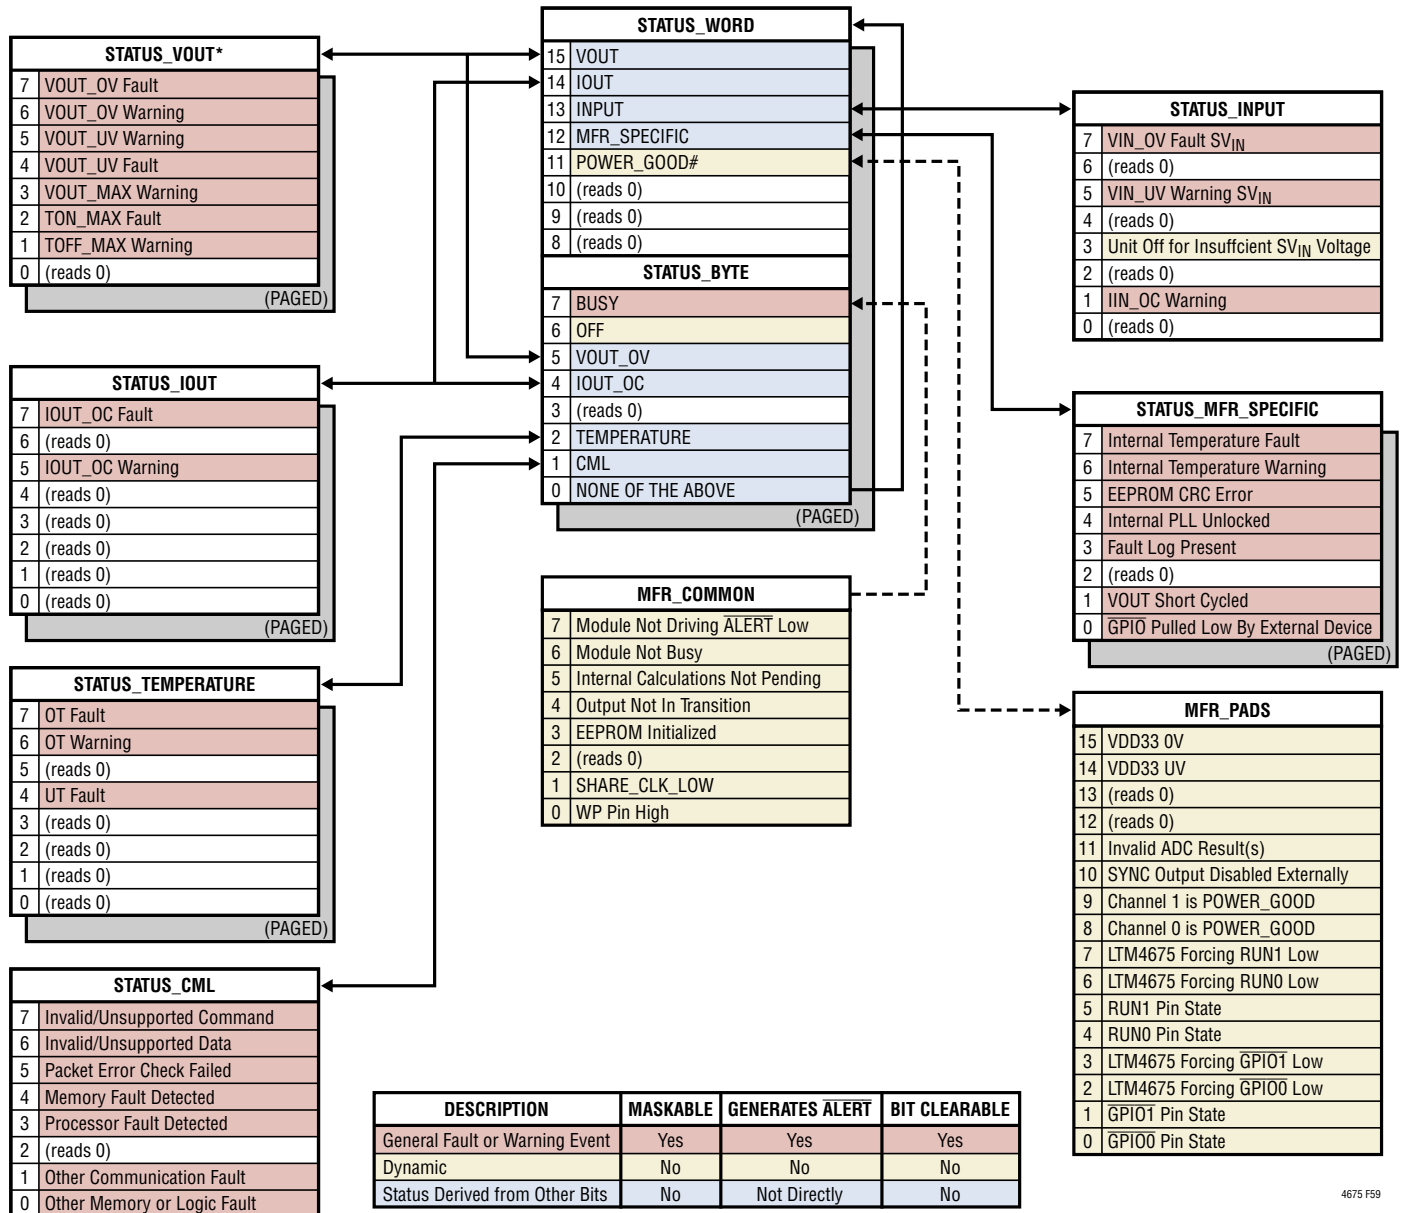 STATUS_VOUT*
7 VOUT_OV Fault
6 VOUT_OV Warning
5 VOUT_UV Warning
4 VOUT_UV Fault
3 VOUT_MAX Warning
2 TON_MAX Fault
1 TOFF_MAX Warning
0 (reads 0)
(PAGED)
STATUS_IOUT
7 IOUT_OC Fault
6 (reads 0)
5 IOUT_OC Warning
4 (reads 0)
3 (reads 0)
2 (reads 0)
1 (reads 0)
0 (reads 0)
(PAGED)
STATUS_TEMPERATURE
7 OT Fault
6 OT Warning
5 (reads 0)
4 UT Fault
3 (reads 0)
2 (reads 0)
1 (reads 0)
0 (reads 0)
(PAGED)
STATUS_CML
7 Invalid/Unsupported Command
6 Invalid/Unsupported Data
5 Packet Error Check Failed
4 Memory Fault Detected
3 Processor Fault Detected
2 (reads 0)
1 Other Communication Fault
0 Other Memory or Logic Fault
STATUS_WORD
15 VOUT
14 IOUT
13 INPUT
12 MFR_SPECIFIC
11 POWER_GOOD#
10 (reads 0)
9 (reads 0)
8 (reads 0)
STATUS_BYTE
7 BUSY
6 OFF
5 VOUT_OV
4 IOUT_OC
3 (reads 0)
2 TEMPERATURE
1 CML
0 NONE OF THE ABOVE
(PAGED)
MFR_COMMON
7 Module Not Driving ALERT Low
6 Module Not Busy
5 Internal Calculations Not Pending
4 Output Not In Transition
3 EEPROM Initialized
2 (reads 0)
1 SHARE_CLK_LOW
0 WP Pin High
DESCRIPTION MASKABLE GENERATES ALERT BIT CLEARABLE
General Fault or Warning Event Yes Yes Yes
Dynamic No No No
Status Derived from Other Bits No Not Directly No
STATUS_INPUT
7 VIN_OV Fault SVIN
6 (reads 0)
5 VIN_UV Warning SVIN
4 (reads 0)
3 Unit Off for Insuffcient SVIN Voltage
2 (reads 0)
1 IIN_OC Warning
0 (reads 0)
STATUS_MFR_SPECIFIC
7 Internal Temperature Fault
6 Internal Temperature Warning
5 EEPROM CRC Error
4 Internal PLL Unlocked
3 Fault Log Present
2 (reads 0)
1 VOUT Short Cycled
0 GPIO Pulled Low By External Device
(PAGED)
MFR_PADS
15 VDD33 OV
14 VDD33 UV
13 (reads 0)
12 (reads 0)
11 Invalid ADC Result(s)
10 SYNC Output Disabled Externally
9 Channel 1 is POWER_GOOD
8 Channel 0 is POWER_GOOD
7 LTM4675 Forcing RUN1 Low
6 LTM4675 Forcing RUN0 Low
5 RUN1 Pin State
4 RUN0 Pin State
3 LTM4675 Forcing GPIO1 Low
2 LTM4675 Forcing GPIO0 Low
1 GPIO1 Pin State
0 GPIO0 Pin State
4675 F59